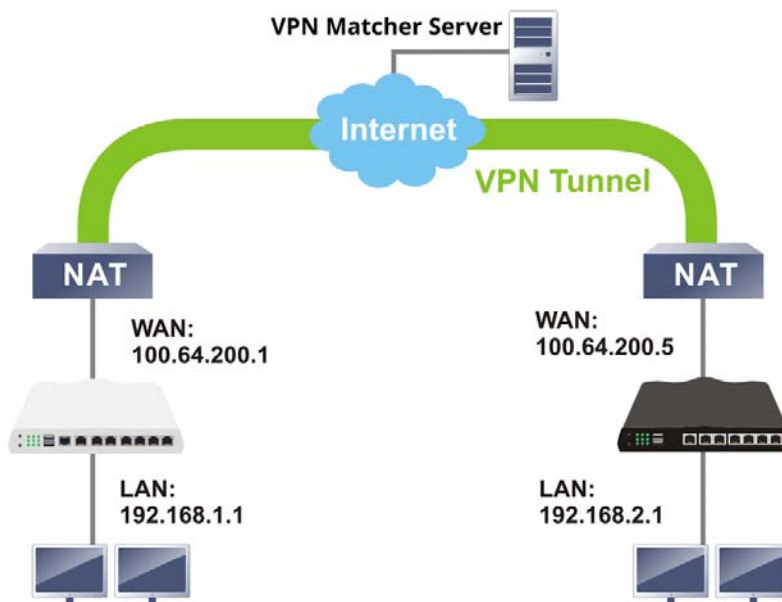 VPN Matcher Server
Internet
VPN Tunnel
NAT
NAT
WAN:
100.64.200.1
WAN:
100.64.200.5
LAN:
192.168.1.1
LAN:
192.168.2.1